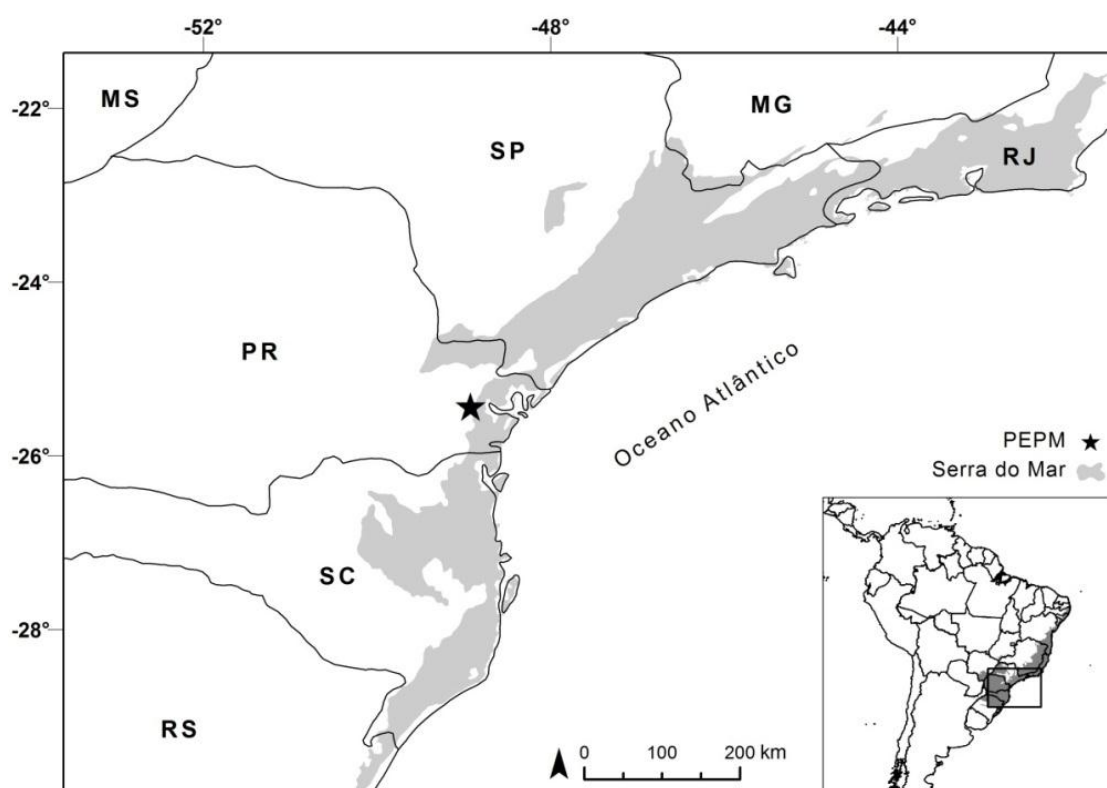 -52° -48° -44°
-22°
-24°
-26°
-28°
MS
MG
SP
RJ
PR
Oceano Atlântico
PEPM
Serra do Mar
SC
RS
0 100 200 km